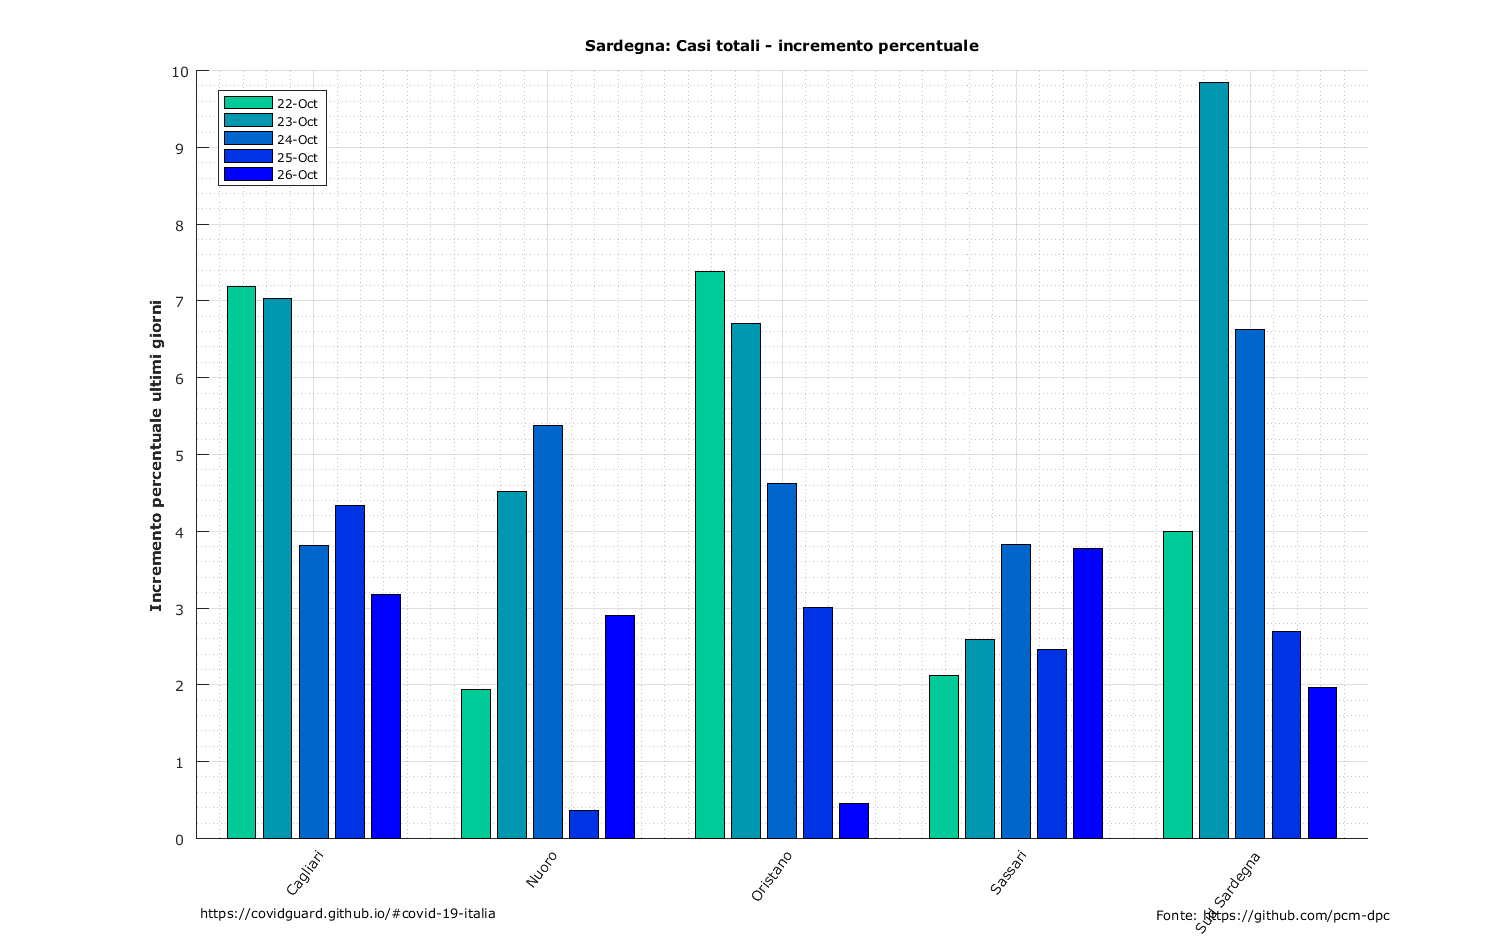 Sardegna: Casi totali - incremento percentuale
Incremento percentuale ultimi giorni
10
9
8
7
6
5
4
3
2
1
0
22-Oct
23-Oct
24-Oct
25-Oct
26-Oct
Cagliari
Nuoro
Oristano
Sassari
Sud Sardegna
https://covidguard.github.io/#covid-19-italia
Fonte: https://github.com/pcm-dpc